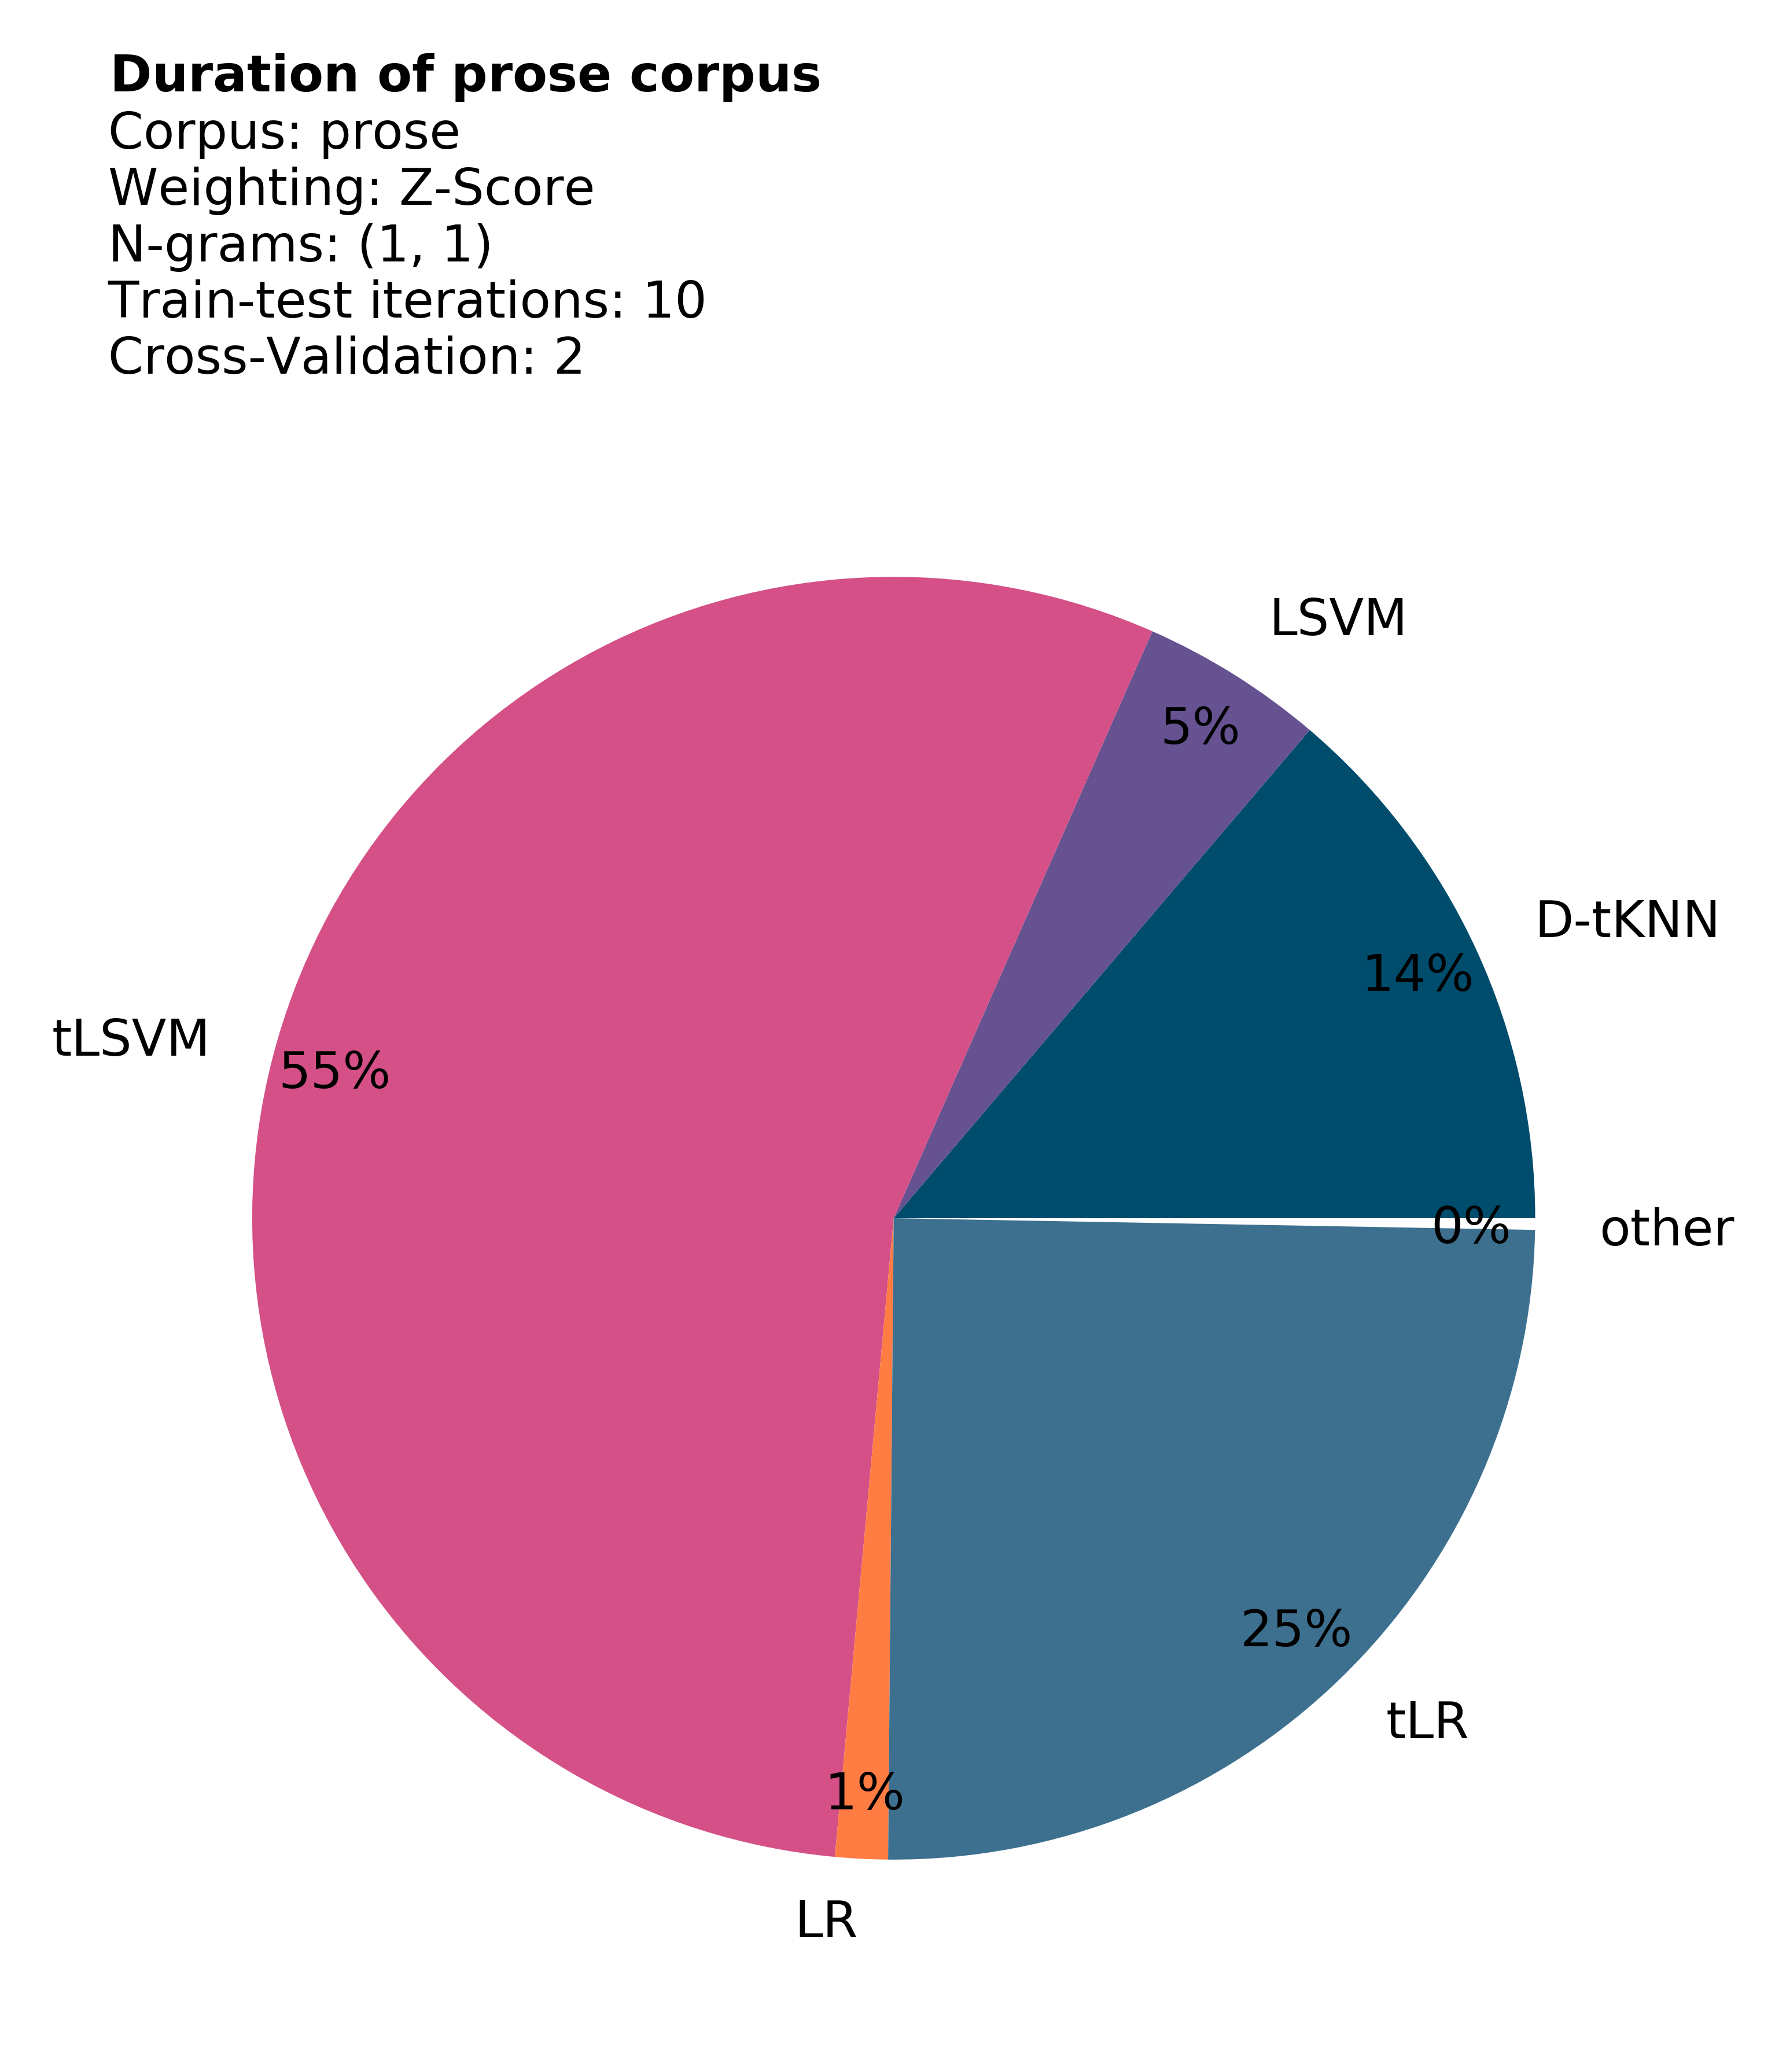 Duration of prose corpus
Corpus: prose
Weighting: Z-Score
N-grams: (1, 1)
Train-test iterations: 10
Cross-Validation: 2
LSVM
5%
D-tKNN
14%
tLSVM
55%
0%
other
25%
tLR
1%
LR